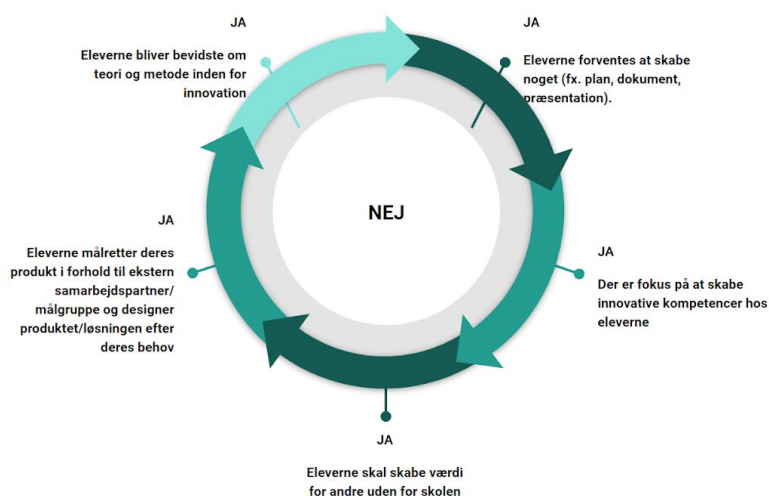 JA
Eleverne bliver bevidste om
teori og metode inden for
innovation
JA
Eleverne forventes at skabe
noget (fx. plan, dokument,
præsentation).
NEJ
JA
Eleverne målretter deres
produkt i forhold til ekstern
samarbejdspartner/
målgruppe og designer
produktet/løsningen efter
deres behov
JA
Der er fokus på at skabe
innovative kompetencer hos
eleverne
JA
Eleverne skal skabe værdi
for andre uden for skolen